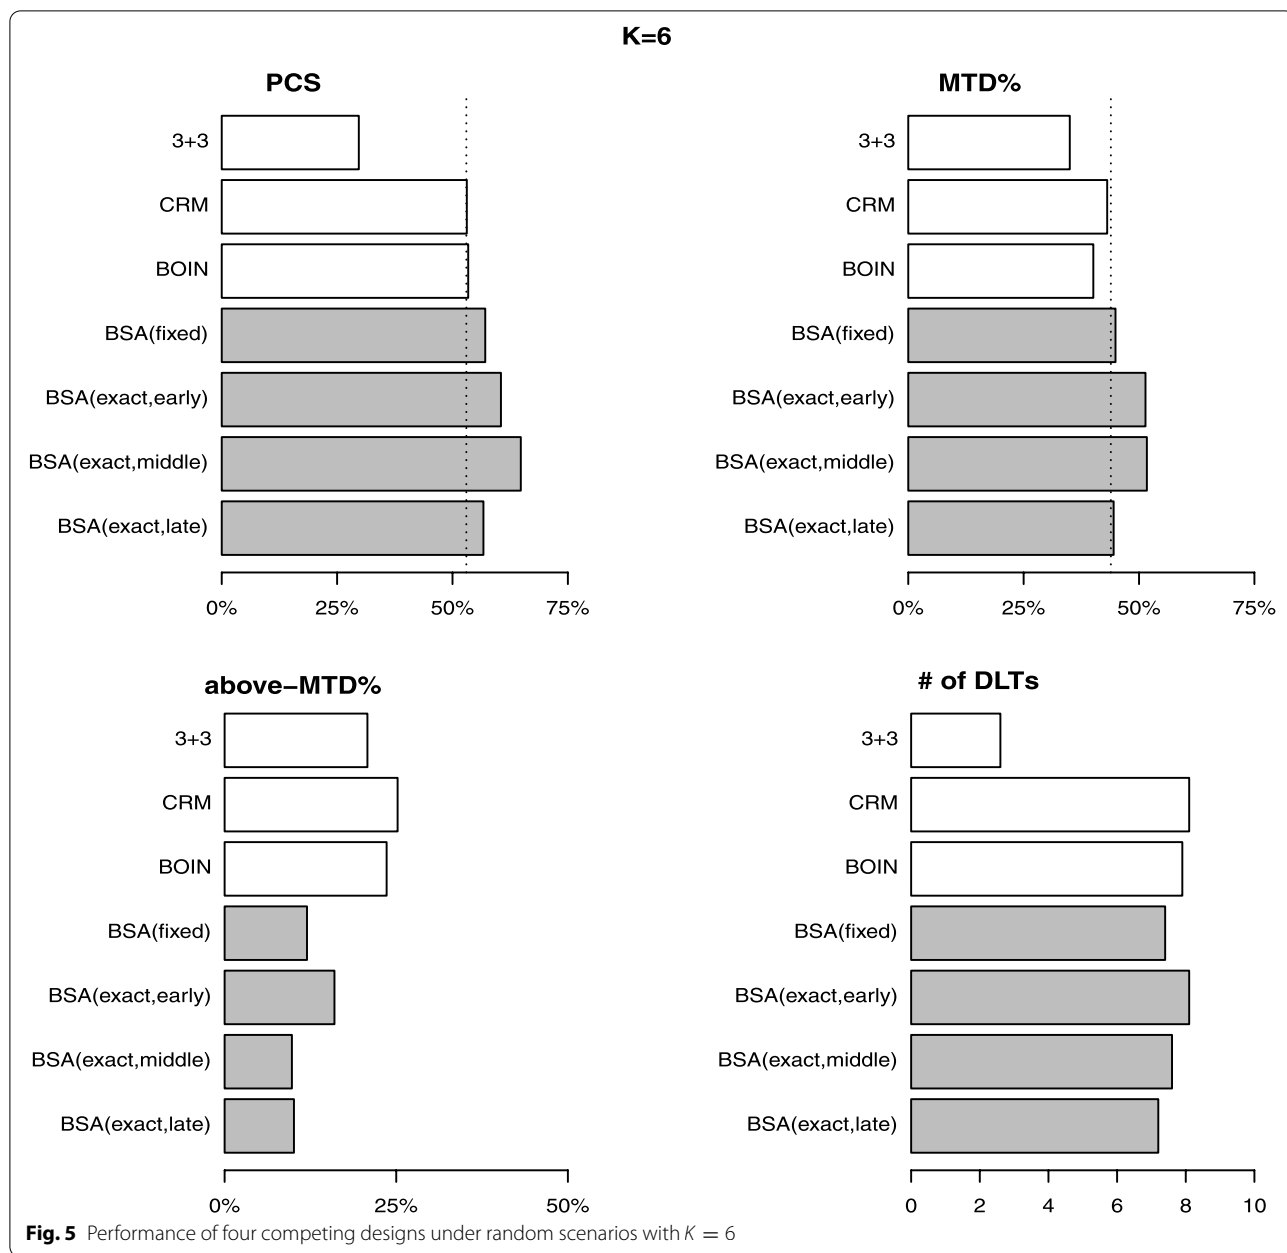 K=6
PCS
3+3
CRM
BOIN
BSA(fixed)
BSA(exact,early)
BSA(exact,middle)
BSA(exact,late)
0% 25% 50% 75%
MTD%
3+3
CRM
BOIN
BSA(fixed)
BSA(exact,early)
BSA(exact,middle)
BSA(exact,late)
0% 25% 50% 75%
above−MTD%
3+3
CRM
BOIN
BSA(fixed)
BSA(exact,early)
BSA(exact,middle)
BSA(exact,late)
0% 25% 50%
# of DLTs
3+3
CRM
BOIN
BSA(fixed)
BSA(exact,early)
BSA(exact,middle)
BSA(exact,late)
0 2 4 6 8 10
Fig. 5 Performance of four competing designs under random scenarios with K = 6